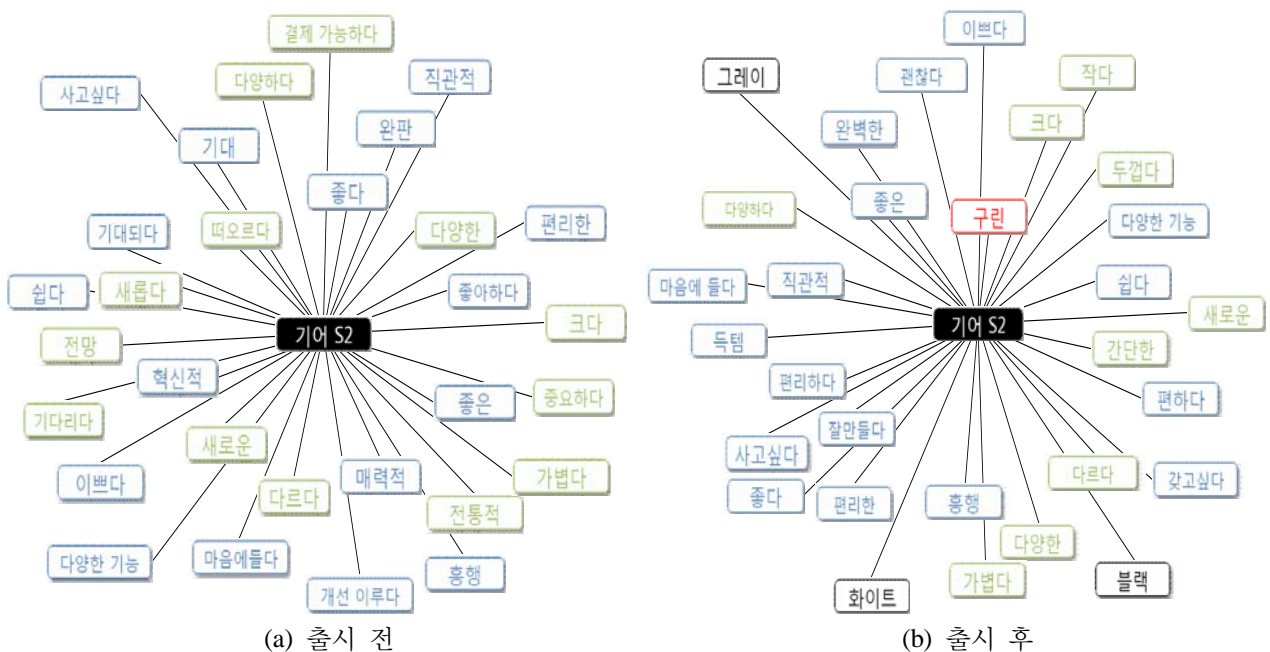 결제 가능하다
다양하다
직관적
사고싶다
완판
기대
좋다
떠오르다
다양한
편리한
기대되다
쉽다
새롭다
좋아하다
크다
기어 S2
전망
혁신적
기다리다
좋은
중요하다
새로운
이쁘다
매력적
가볍다
다르다
전통적
다양한 기능
마음에들다
개선 이루다
흥행
(a) 출시 전
이쁘다
그레이
괜찮다
작다
완벽한
크다
두껍다
다양하다
좋은
구린
다양한 기능
마음에 들다
직관적
쉽다
새로운
기어 S2
득템
간단한
편리하다
편하다
잘만들다
사고싶다
다르다
갖고싶다
좋다
편리한
흥행
다양한
화이트
가볍다
블랙
(b) 출시 후